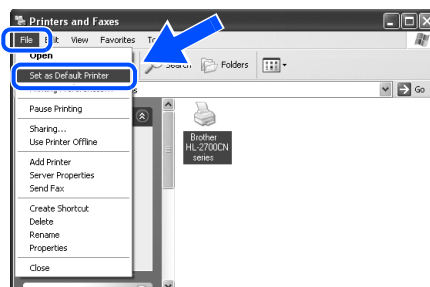 Printers and Faxes
File Edit View Favorites
Open
Search Folders
Set as Default Printer
Go
Pause Printing
Sharing...
Use Printer Offline
Add Printer
Server Properties
Send Fax
Create Shortcut
Delete
Rename
Properties
Close
Brother
HL-2700CN
series